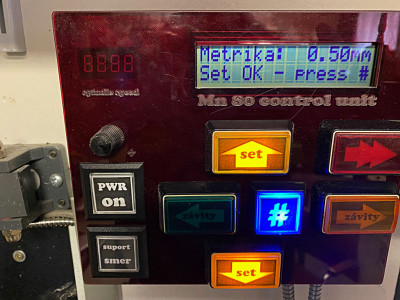 Metrika: 0.50mm
Set OK - press #
8888
spindle speed
Mn 80 control unit
set
PWR
on
závity
#
závity
suport
smer
set